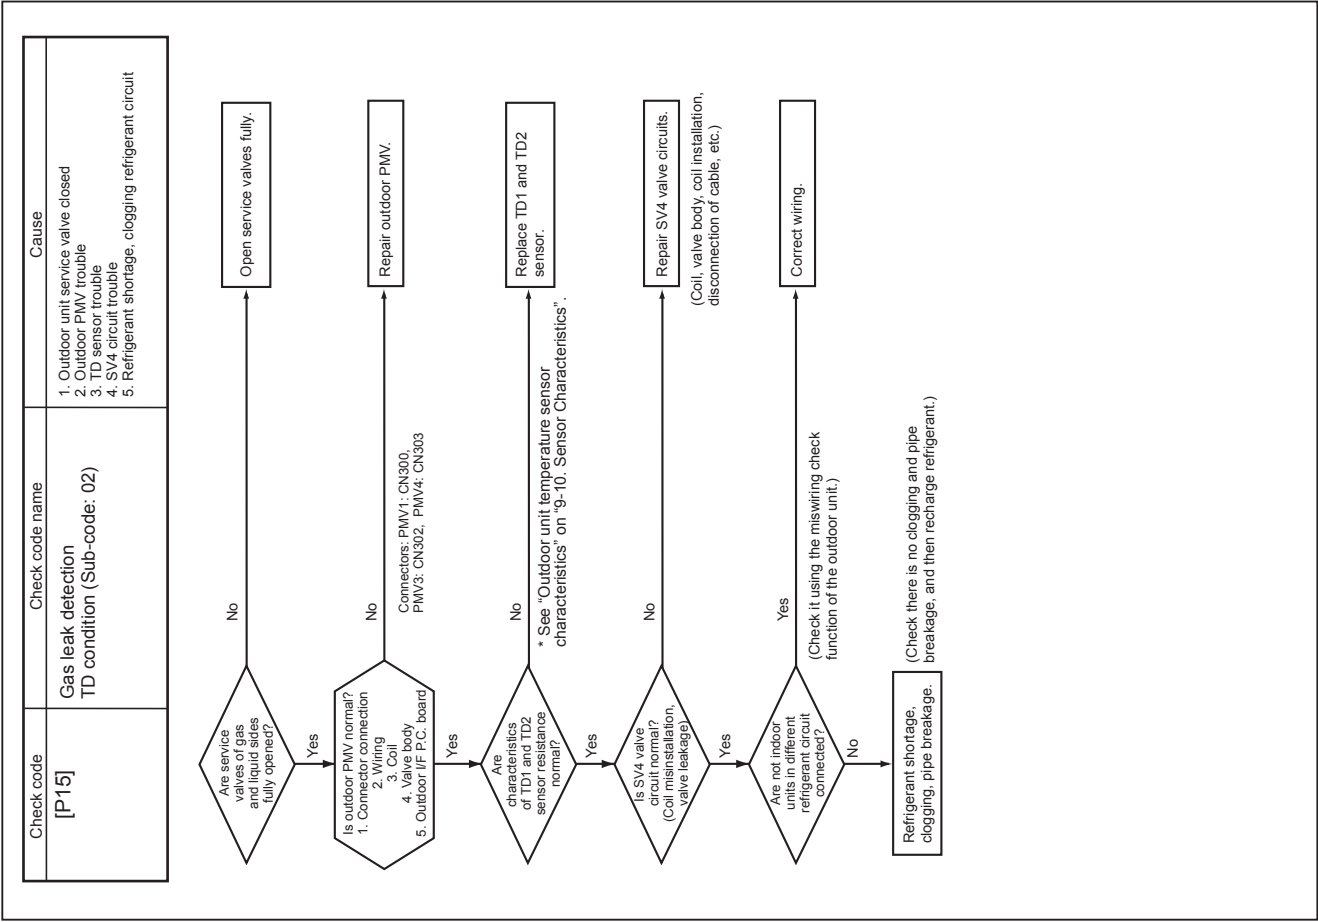 Check code
Check code name
Cause
[P15]
Gas leak detection
TD condition (Sub-code: 02)
1. Outdoor unit service valve closed
2. Outdoor PMV trouble
3. TD sensor trouble
4. SV4 circuit trouble
5. Refrigerant shortage, clogging refrigerant circuit
Are service
valves of gas
and liquid sides
fully opened?
No
Open service valves fully.
Yes
Is outdoor PMV normal?
1. Connector connection
2. Wiring
3. Coil
4. Valve body
5. Outdoor I/F P.C. board
No
Repair outdoor PMV.
Connectors: PMV1: CN300,
PMV3: CN302, PMV4: CN303
Yes
Are
characteristics
of TD1 and TD2
sensor resistance
normal?
No
Replace TD1 and TD2
sensor.
* See “Outdoor unit temperature sensor
characteristics” on “9-10. Sensor Characteristics”.
Yes
Is SV4 valve
circuit normal?
(Coil misinstallation,
valve leakage)
No
Repair SV4 valve circuits.
(Coil, valve body, coil installation,
disconnection of cable, etc.)
Yes
Are not indoor
units in different
refrigerant circuit
connected?
Yes
Correct wiring.
(Check it using the miswiring check
function of the outdoor unit.)
No
Refrigerant shortage,
clogging, pipe breakage.
(Check there is no clogging and pipe
breakage, and then recharge refrigerant.)